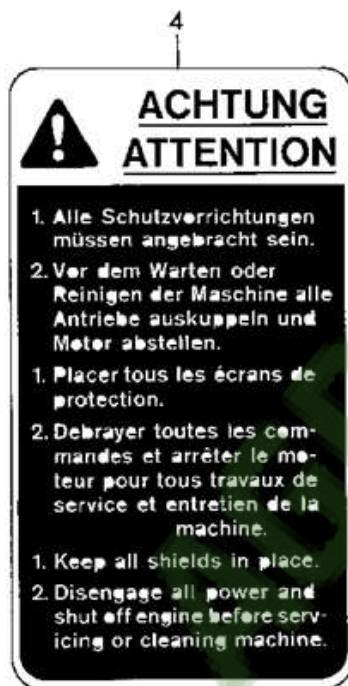 4
ACHTUNG
ATTENTION
1. Alle Schutzvorrichtungen
müssen angebracht sein.
2. Vor dem Warten oder
Reinigen der Maschine alle
Antriebe auskuppeln und
Motor abstellen.
1. Placer tous les écrans de
protection.
2. Debrayer toutes les com-
mandes et arrêter le mo-
teur pour tous travaux de
service et entretien de la
machine.
1. Keep all shields in place.
2. Disengage all power and
shut off engine before serv-
icing or cleaning machine.